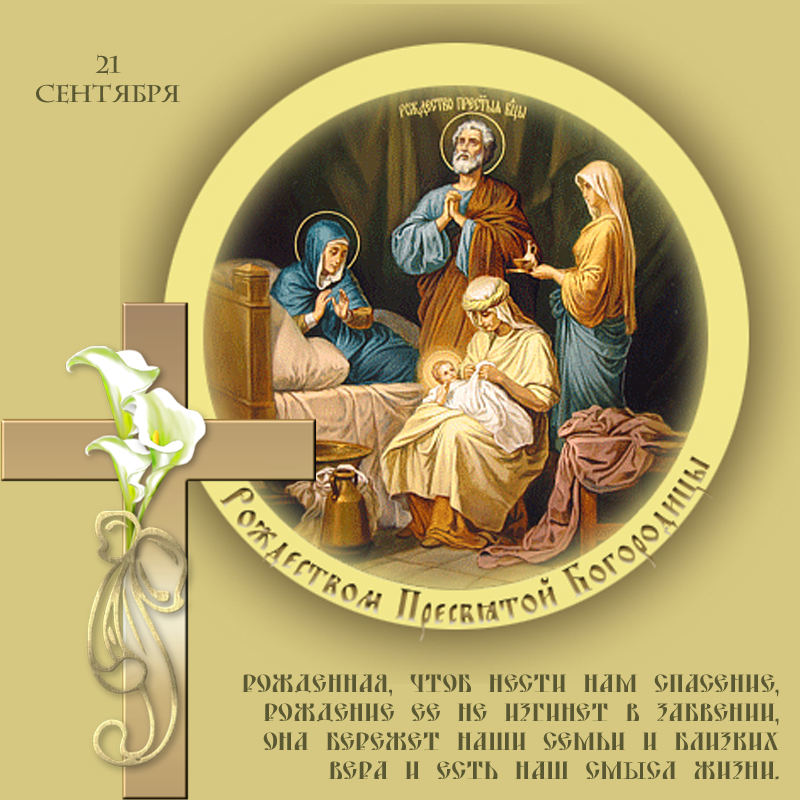 21
СЕНТЯБРЯ
РОЖДЕСТВО ПРЕСТЫЯ БЦЫ
Рождеством Пресвятой Богородицы
РОЖДЕННАЯ, ЧТОБ НЕСТИ НАМ СПАСЕНИЕ,
РОЖДЕНИЕ ЕЕ НЕ ИЗГИНЕТ В ЗАБВЕНИИ,
ОНА БЕРЕЖЕТ НАШИ СЕМЬИ И БЛИЗКИХ
ВЕРА И ЕСТЬ НАШ СМЫСЛ ЖИЗНИ.